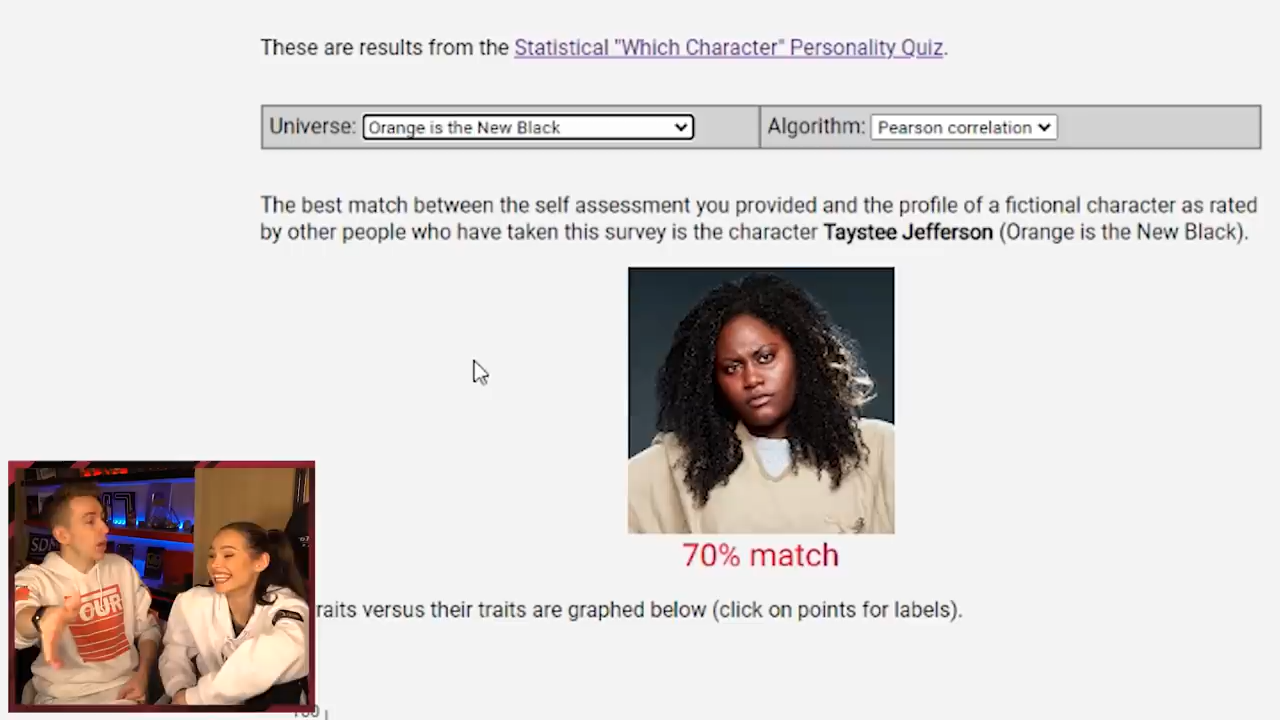 These are results from the Statistical "Which Character" Personality Quiz.
Universe: Orange is the New Black Algorithm: Pearson correlation
The best match between the self assessment you provided and the profile of a fictional character as rated
by other people who have taken this survey is the character Taystee Jefferson (Orange is the New Black).
70% match
raits versus their traits are graphed below (click on points for labels).
SDM
OUR
100